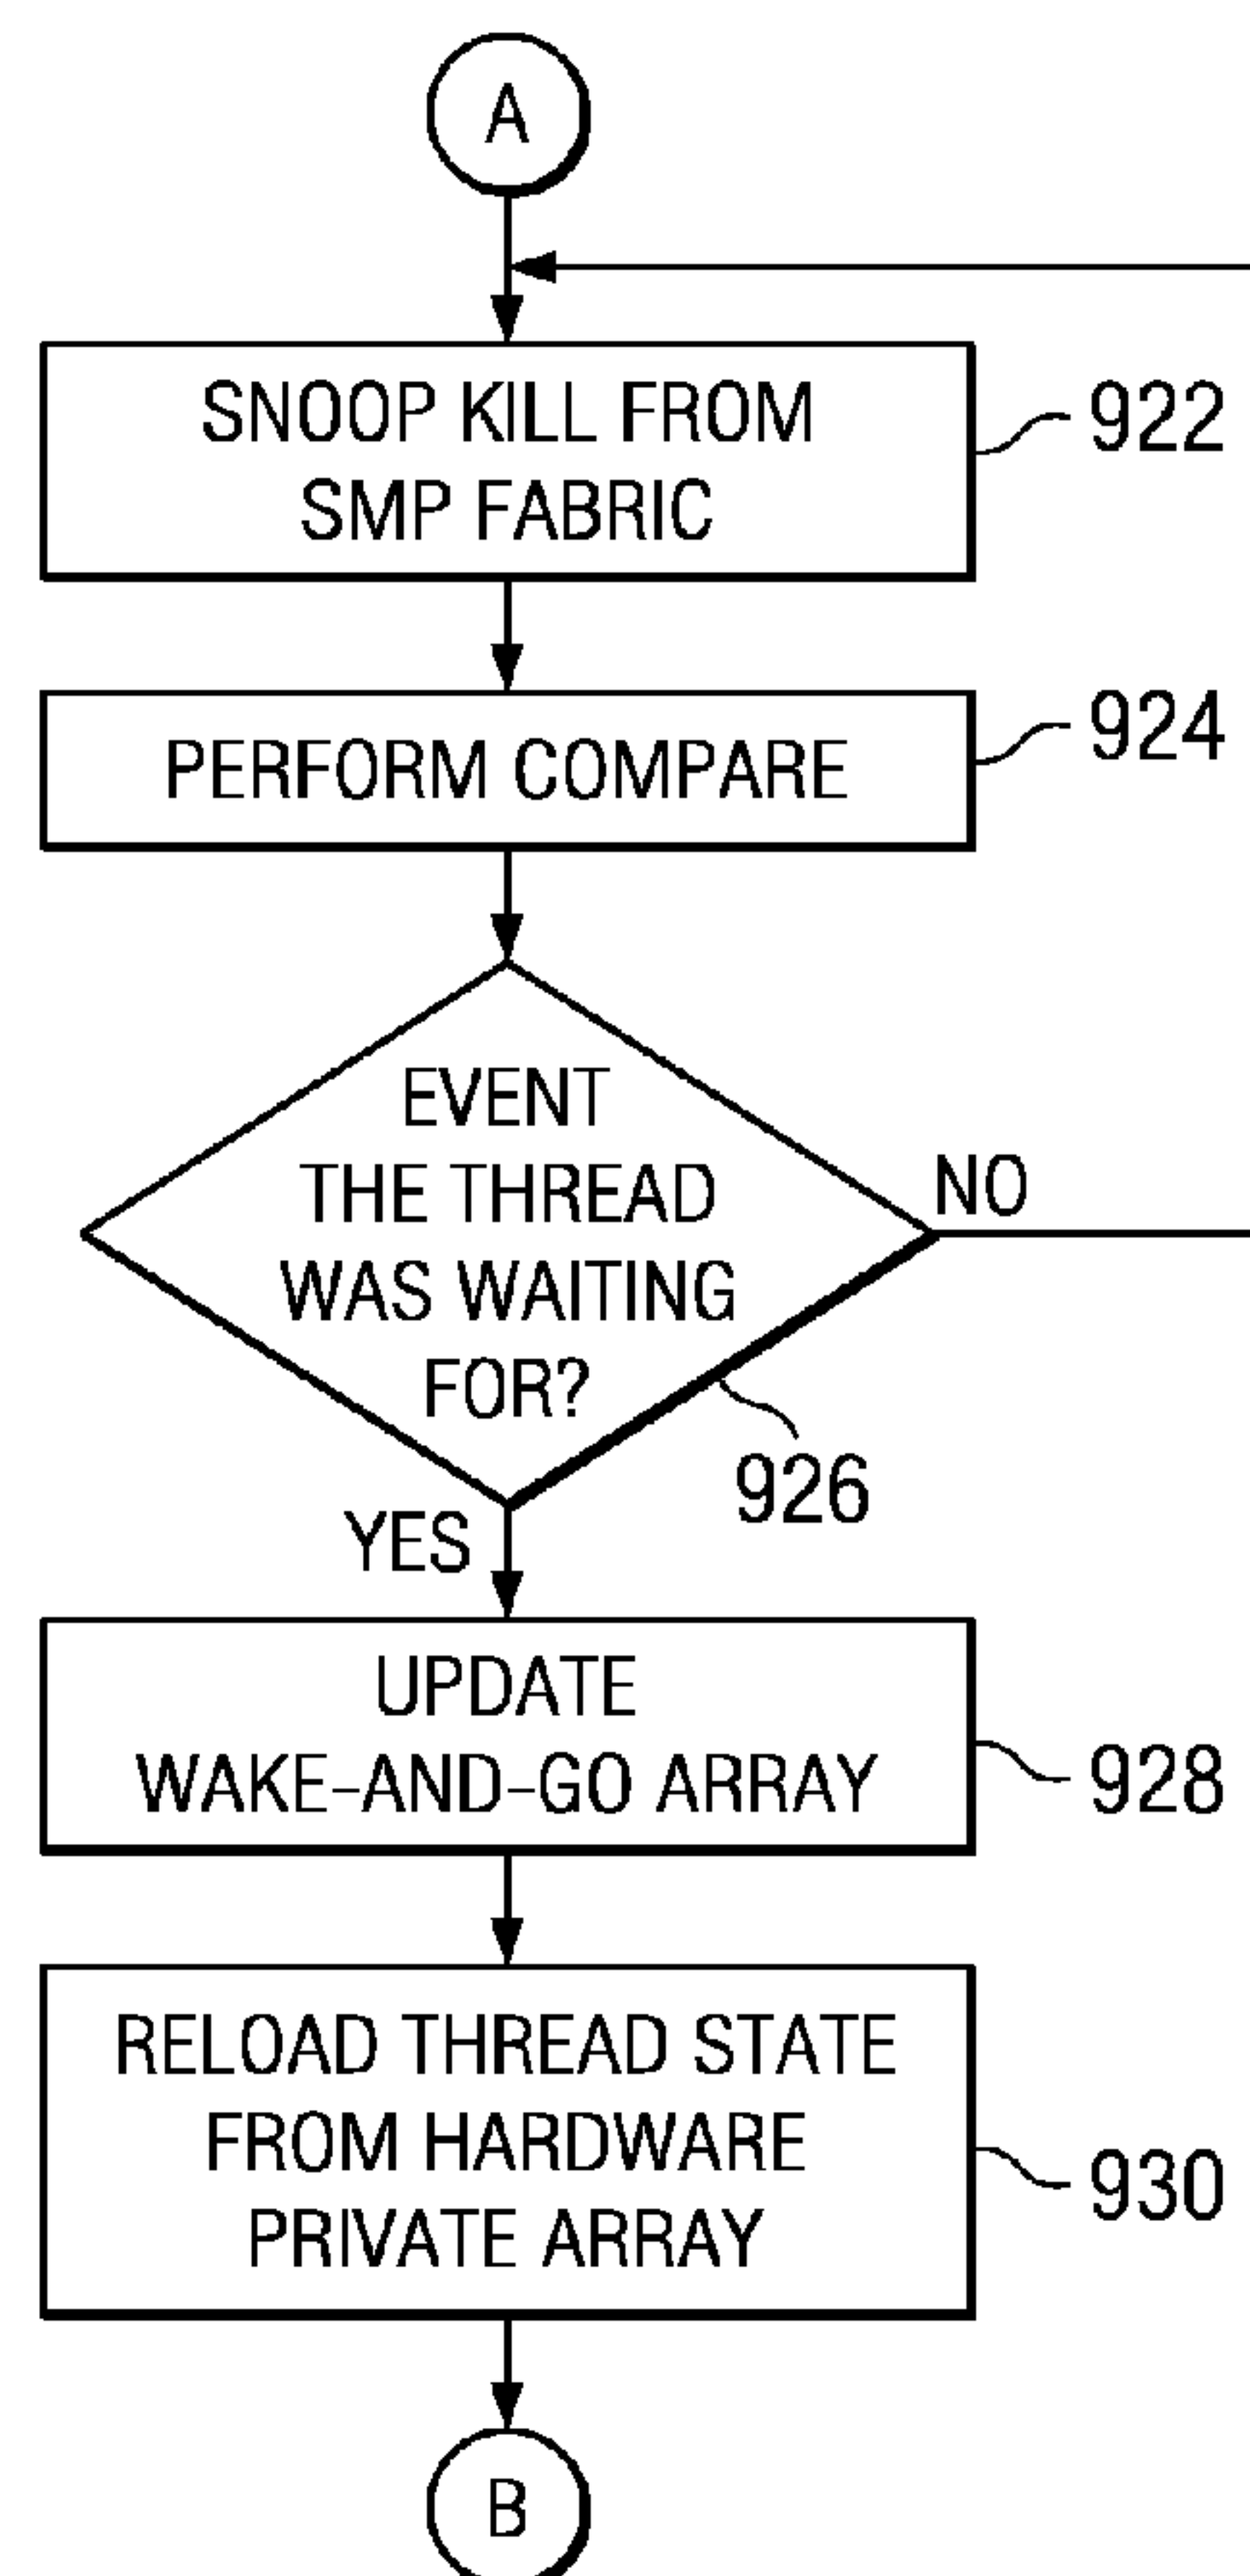 A
SNOOP KILL FROM
SMP FABRIC
922
PERFORM COMPARE
924
EVENT
THE THREAD
WAS WAITING
FOR?
NO
926
YES
UPDATE
WAKE-AND-GO ARRAY
928
RELOAD THREAD STATE
FROM HARDWARE
PRIVATE ARRAY
930
B